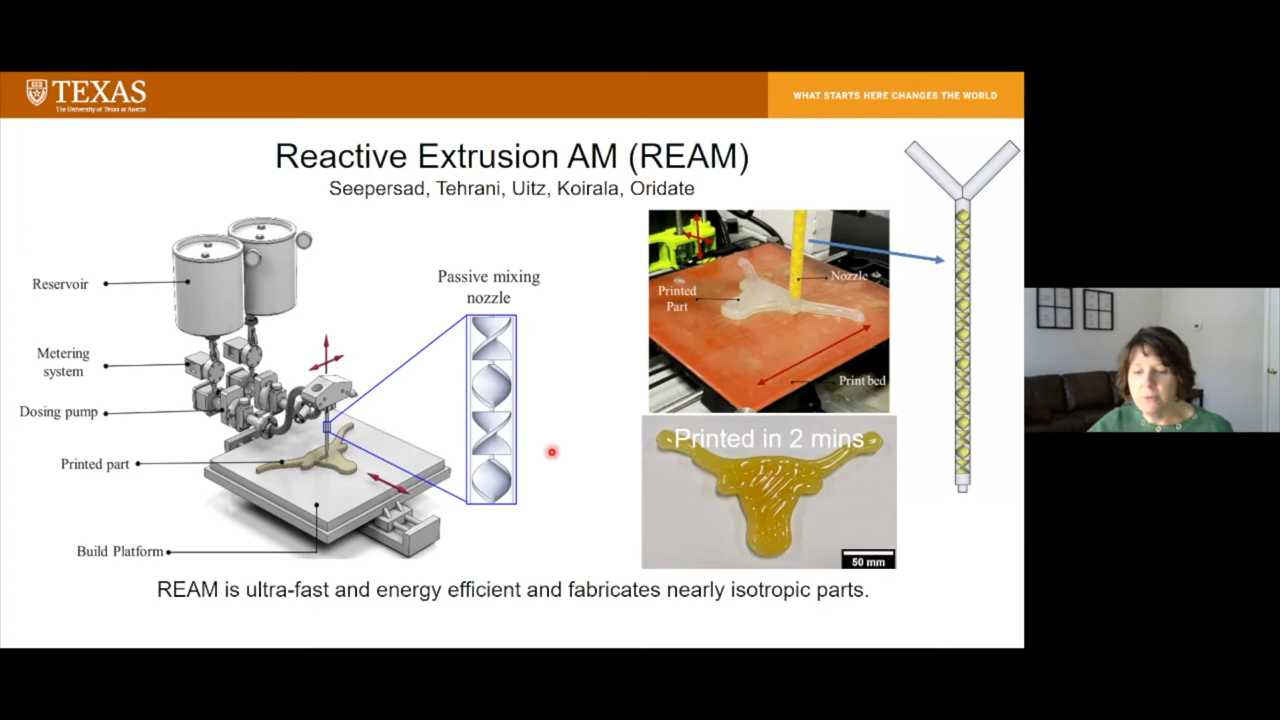 TEXAS
The University of Texas at Austin
WHAT STARTS HERE CHANGES THE WORLD
Reactive Extrusion AM (REAM)
Seepersad, Tehrani, Uitz, Koirala, Oridate
Reservoir
Metering
system
Dosing pump
Printed part
Build Platform
Passive mixing
nozzle
Nozzle
Printed
Part
Print bed
Printed in 2 mins
50 mm
REAM is ultra-fast and energy efficient and fabricates nearly isotropic parts.